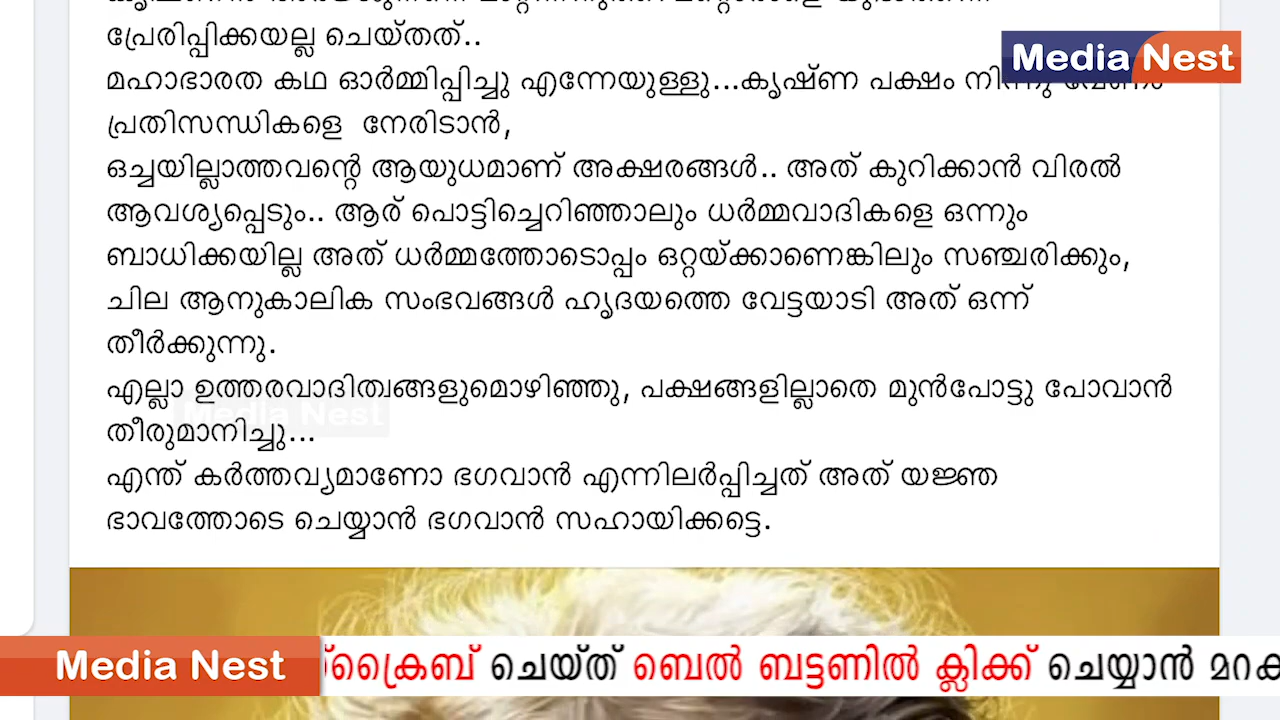 പ്രേരിപ്പിക്കയല്ല ചെയ്തത്..
Media Nest
മഹാഭാരത കഥ ഓർമ്മിപ്പിച്ചു എന്നേയുള്ളു...കൃഷ്ണ പക്ഷം നിന്നു വേണം
പ്രതിസന്ധികളെ നേരിടാൻ,
ഒച്ചയില്ലാത്തവന്റെ ആയുധമാണ് അക്ഷരങ്ങൾ.. അത് കുറിക്കാൻ വിരൽ
ആവശ്യപ്പെടും.. ആര് പൊട്ടിച്ചെറിഞ്ഞാലും ധർമ്മവാദികളെ ഒന്നും
ബാധിക്കയില്ല അത് ധർമ്മത്തോടൊപ്പം ഒറ്റയ്ക്കാണെങ്കിലും സഞ്ചരിക്കും,
ചില ആനുകാലിക സംഭവങ്ങൾ ഹൃദയത്തെ വേട്ടയാടി അത് ഒന്ന്
തീർക്കുന്നു.
എല്ലാ ഉത്തരവാദിത്വങ്ങളുമൊഴിഞ്ഞു, പക്ഷങ്ങളില്ലാതെ മുൻപോട്ടു പോവാൻ
Media Nest
തീരുമാനിച്ചു...
എന്ത് കർത്തവ്യമാണോ ഭഗവാൻ എന്നിലർപ്പിച്ചത് അത് യജ്ഞ
ഭാവത്തോടെ ചെയ്യാൻ ഭഗവാൻ സഹായിക്കട്ടെ.
Media Nest
ചെയ്ത് ബെൽ ബട്ടണിൽ ക്ലിക്ക് ചെയ്യാൻ